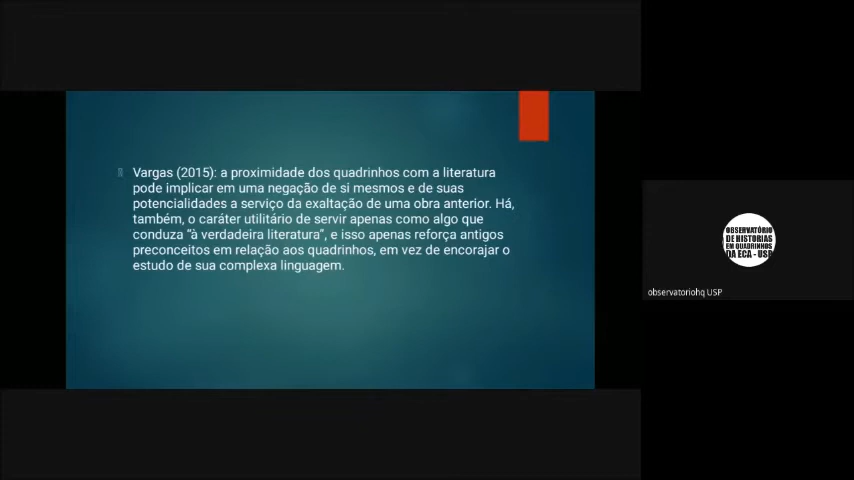 Vargas (2015): a proximidade dos quadrinhos com a literatura
pode implicar em uma negação de si mesmos e de suas
potencialidades a serviço da exaltação de uma obra anterior. Há,
também, o caráter utilitário de servir apenas como algo que
conduza “à verdadeira literatura”, e isso apenas reforça antigos
preconceitos em relação aos quadrinhos, em vez de encorajar o
estudo de sua complexa linguagem.
OBSERVATÓRIO
DE HISTORIAS
EM QUADRINHOS
DA ECA - USP
observatoriohq USP